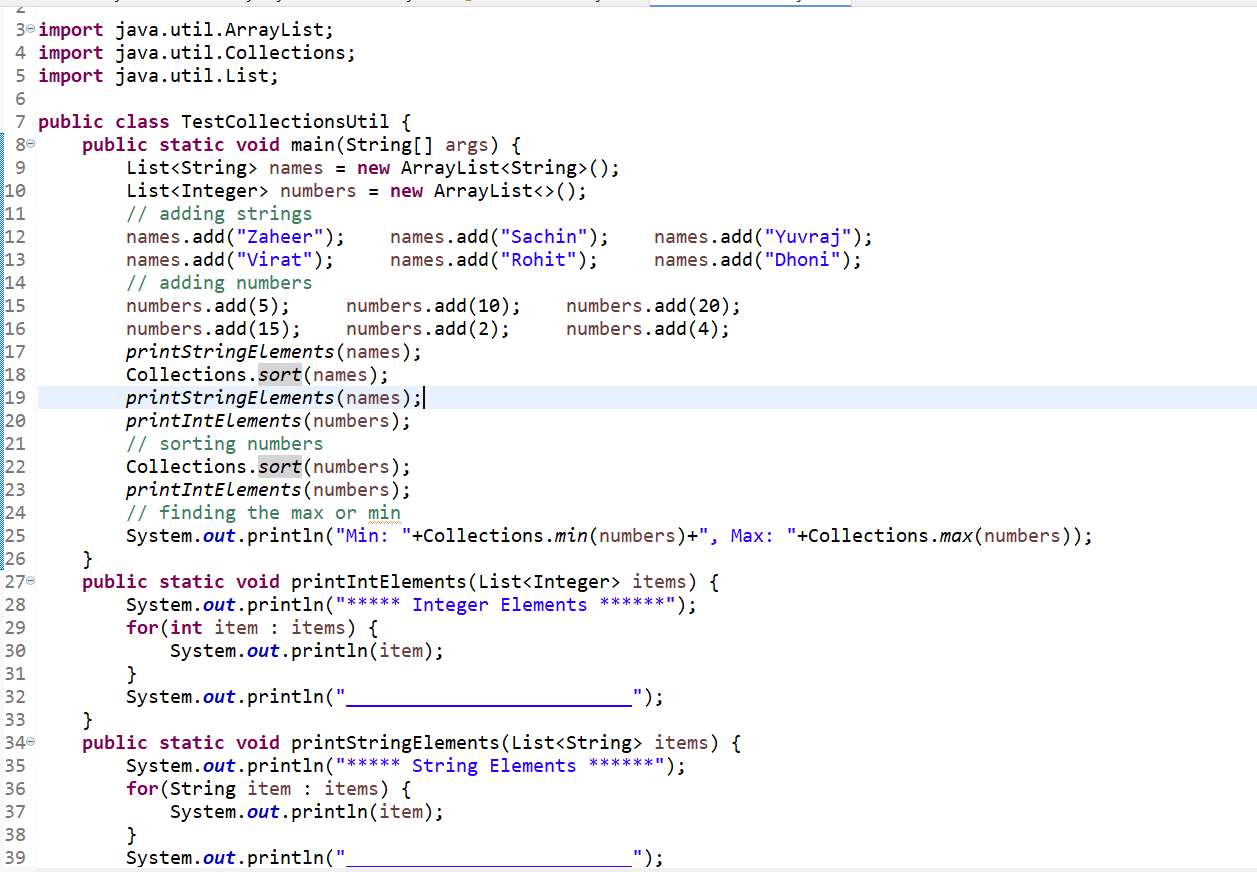 2
3 import java.util.ArrayList;
4 import java.util.Collections;
5 import java.util.List;
6
7 public class TestCollectionsUtil {
8     public static void main(String[] args) {
9         List<String> names = new ArrayList<String>();
10         List<Integer> numbers = new ArrayList<>();
11         // adding strings
12         names.add("Zaheer");    names.add("Sachin");    names.add("Yuvraj");
13         names.add("Virat");     names.add("Rohit");     names.add("Dhoni");
14         // adding numbers
15         numbers.add(5);     numbers.add(10);    numbers.add(20);
16         numbers.add(15);    numbers.add(2);     numbers.add(4);
17         printStringElements(names);
18         Collections.sort(names);
19         printStringElements(names);
20         printIntElements(numbers);
21         // sorting numbers
22         Collections.sort(numbers);
23         printIntElements(numbers);
24         // finding the max or min
25         System.out.println("Min: "+Collections.min(numbers)+", Max: "+Collections.max(numbers));
26     }
27     public static void printIntElements(List<Integer> items) {
28         System.out.println("***** Integer Elements ******");
29         for(int item : items) {
30             System.out.println(item);
31         }
32         System.out.println("__________________________");
33     }
34     public static void printStringElements(List<String> items) {
35         System.out.println("***** String Elements ******");
36         for(String item : items) {
37             System.out.println(item);
38         }
39         System.out.println("__________________________");